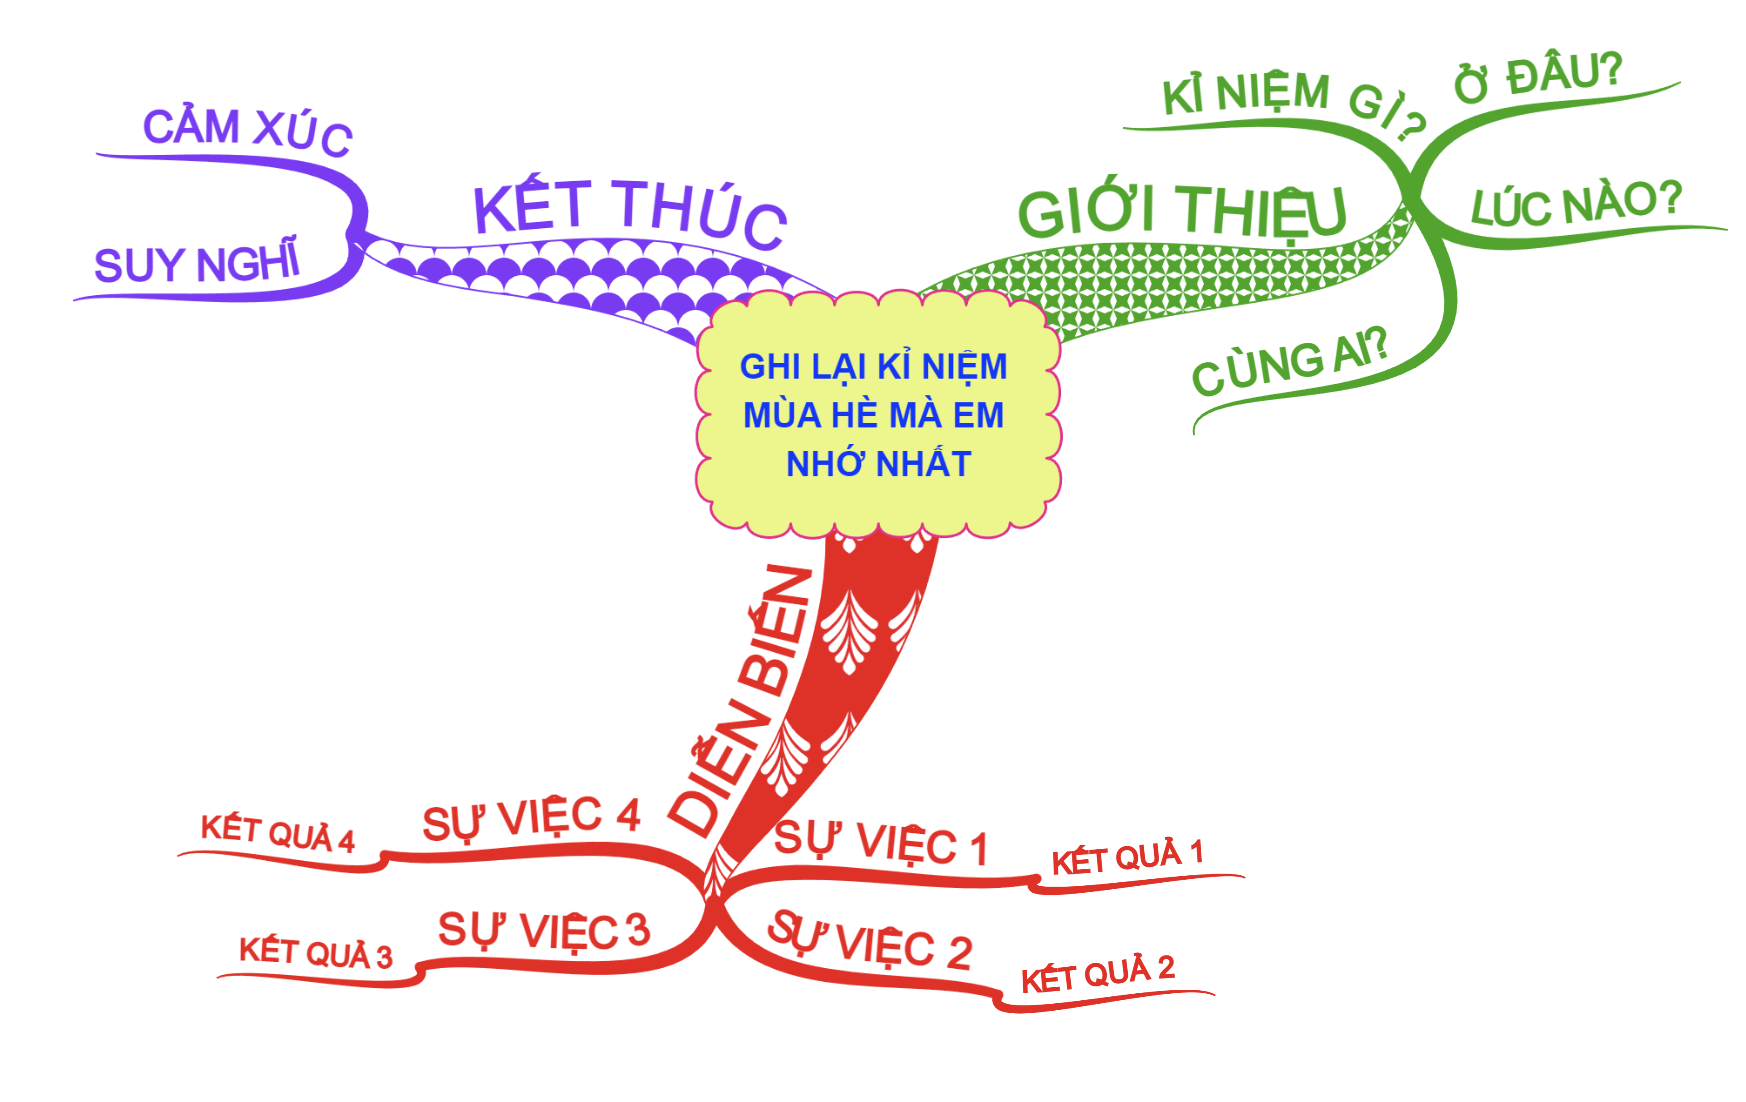 GHI LẠI KỈ NIỆM
MÙA HÈ MÀ EM
NHỚ NHẤT
GIỚI THIỆU
KỈ NIỆM GÌ?
Ở ĐÂU?
LÚC NÀO?
CÙNG AI?
DIỄN BIẾN
SỰ VIỆC 1
KẾT QUẢ 1
SỰ VIỆC 2
KẾT QUẢ 2
SỰ VIỆC 3
KẾT QUẢ 3
SỰ VIỆC 4
KẾT QUẢ 4
KẾT THÚC
CẢM XÚC
SUY NGHĨ